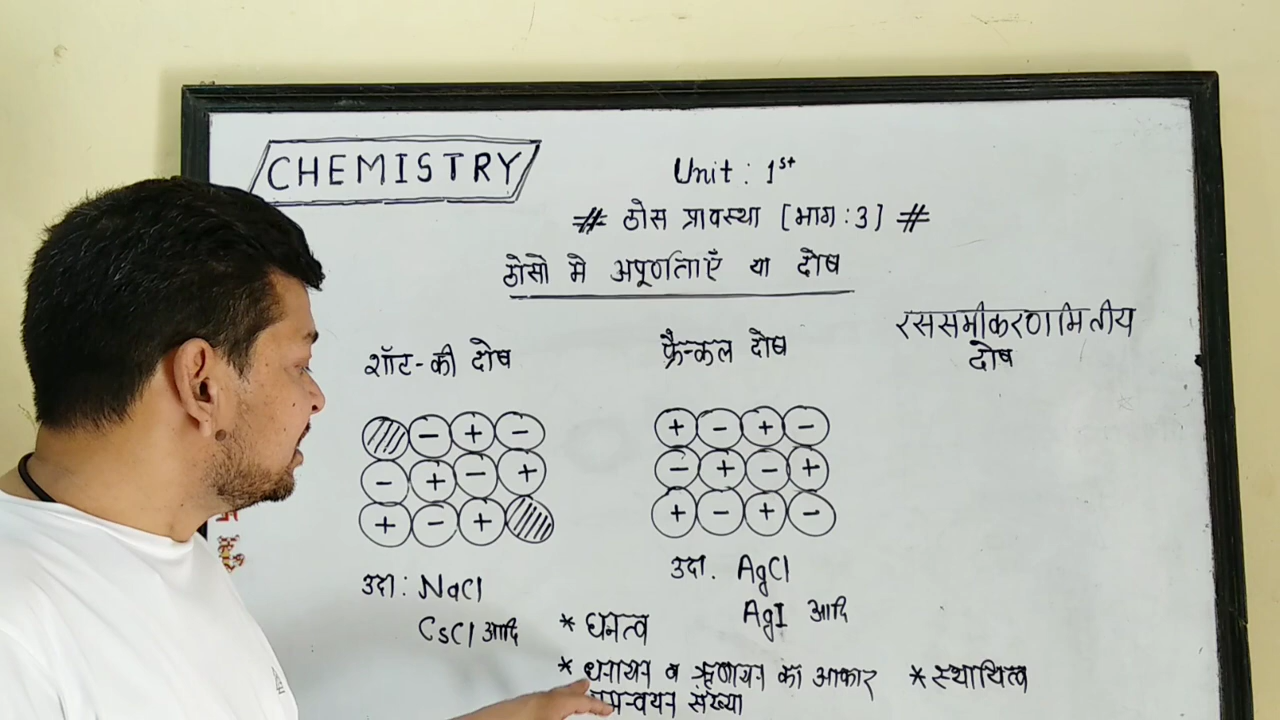 CHEMISTRY
Unit : 1st
# ठोस प्रावस्था [भाग : 3] #
ठोसो मे अपूर्णताएँ या दोष
शॉट-की दोष
फ्रैन्कल दोष
रससमीकरणमितीय
दोष
- + -
- + - +
+ - +
+ - + -
- + - +
+ - + -
उदा : NaCl
CsCl आदि
उदा. AgCl
AgI आदि
* घनत्व
* धनायन व ऋणायन का आकार
* स्थायित्व
संख्या